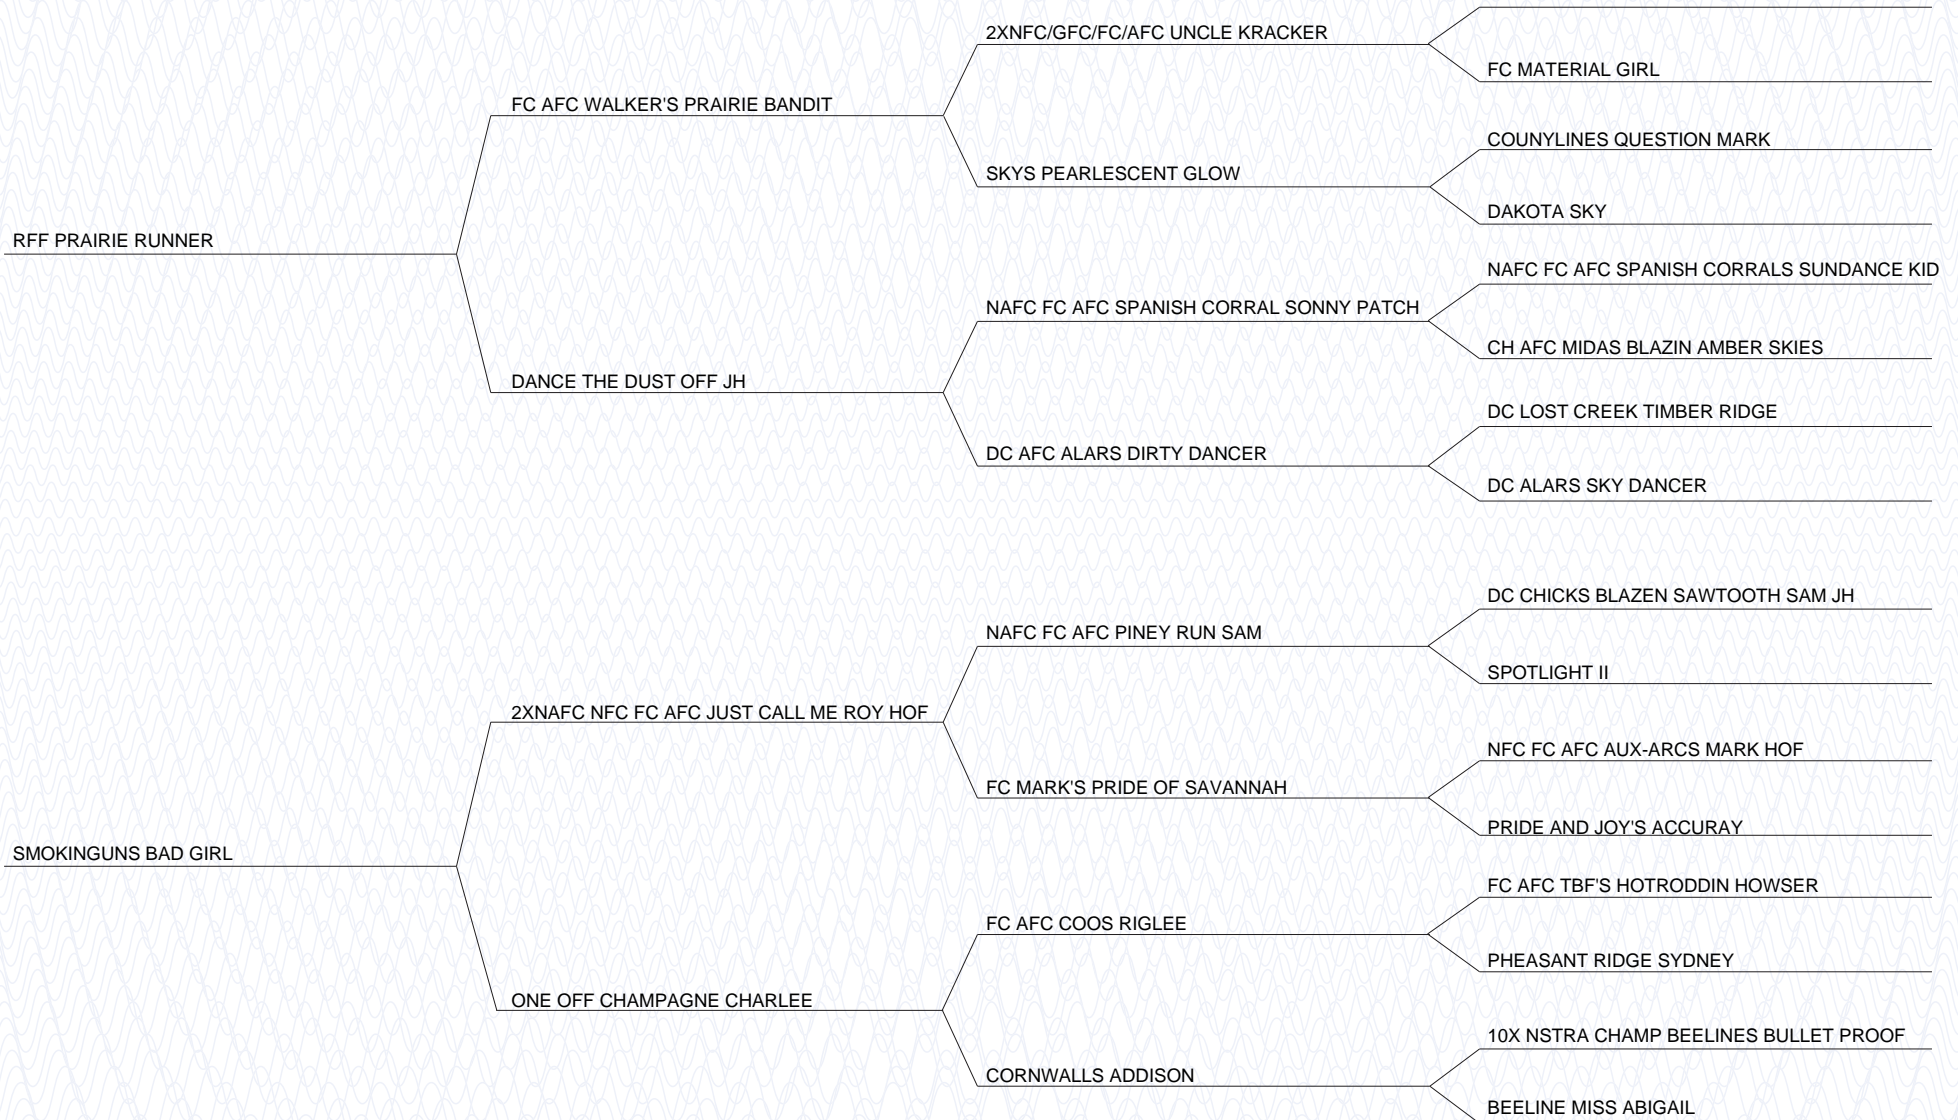 2XNFC/GFC/FC/AFC UNCLE KRACKER
FC MATERIAL GIRL
FC AFC WALKER'S PRAIRIE BANDIT
COUNYLINES QUESTION MARK
SKYS PEARLESCENT GLOW
DAKOTA SKY
RFF PRAIRIE RUNNER
NAFC FC AFC SPANISH CORRALS SUNDANCE KID
NAFC FC AFC SPANISH CORRAL SONNY PATCH
CH AFC MIDAS BLAZIN AMBER SKIES
DANCE THE DUST OFF JH
DC LOST CREEK TIMBER RIDGE
DC AFC ALARS DIRTY DANCER
DC ALARS SKY DANCER
DC CHICKS BLAZEN SAWTOOTH SAM JH
NAFC FC AFC PINEY RUN SAM
SPOTLIGHT II
2XNAFC NFC FC AFC JUST CALL ME ROY HOF
NFC FC AFC AUX-ARCS MARK HOF
FC MARK'S PRIDE OF SAVANNAH
PRIDE AND JOY'S ACCURAY
SMOKINGUNS BAD GIRL
FC AFC TBF'S HOTRODDIN HOWSER
FC AFC COOS RIGLEE
PHEASANT RIDGE SYDNEY
ONE OFF CHAMPAGNE CHARLEE
10X NSTRA CHAMP BEELINES BULLET PROOF
CORNWALLS ADDISON
BEELINE MISS ABIGAIL